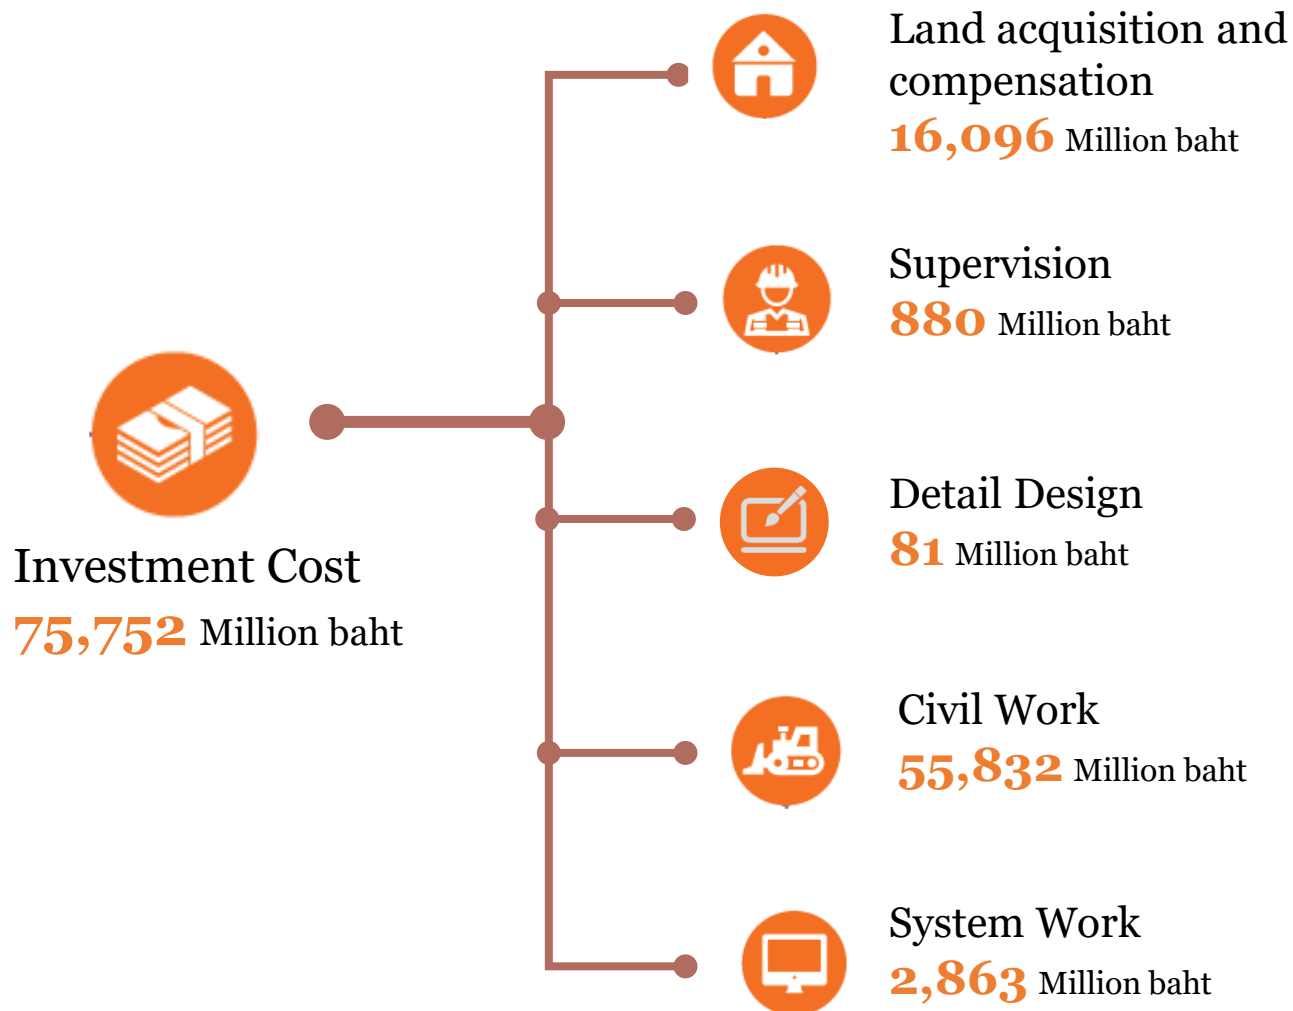 Land acquisition and
compensation
16,096 Million baht
Supervision
880 Million baht
Investment Cost
75,752 Million baht
Detail Design
81 Million baht
Civil Work
55,832 Million baht
System Work
2,863 Million baht